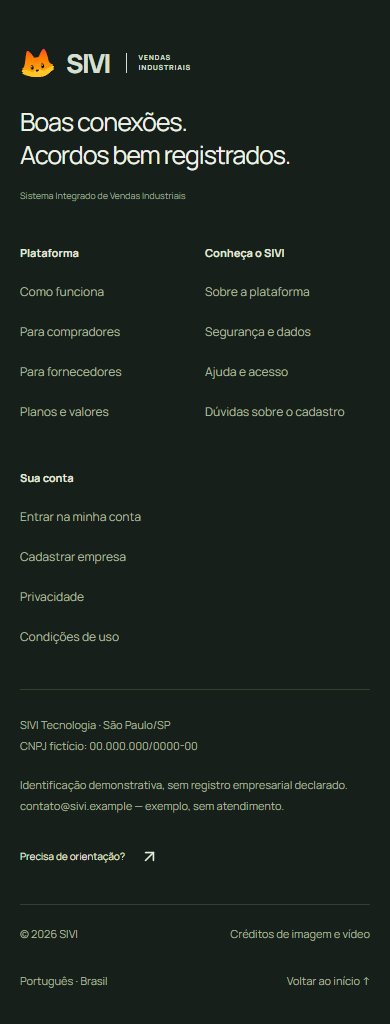 SIVI
VENDAS
INDUSTRIAIS
Boas conexões.
Acordos bem registrados.
Sistema Integrado de Vendas Industriais
Plataforma
Como funciona
Para compradores
Para fornecedores
Planos e valores
Conheça o SIVI
Sobre a plataforma
Segurança e dados
Ajuda e acesso
Dúvidas sobre o cadastro
Sua conta
Entrar na minha conta
Cadastrar empresa
Privacidade
Condições de uso
SIVI Tecnologia · São Paulo/SP
CNPJ fictício: 00.000.000/0000-00
Identificação demonstrativa, sem registro empresarial declarado.
contato@sivi.example — exemplo, sem atendimento.
Precisa de orientação?
© 2026 SIVI
Créditos de imagem e vídeo
Português · Brasil
Voltar ao início ↑